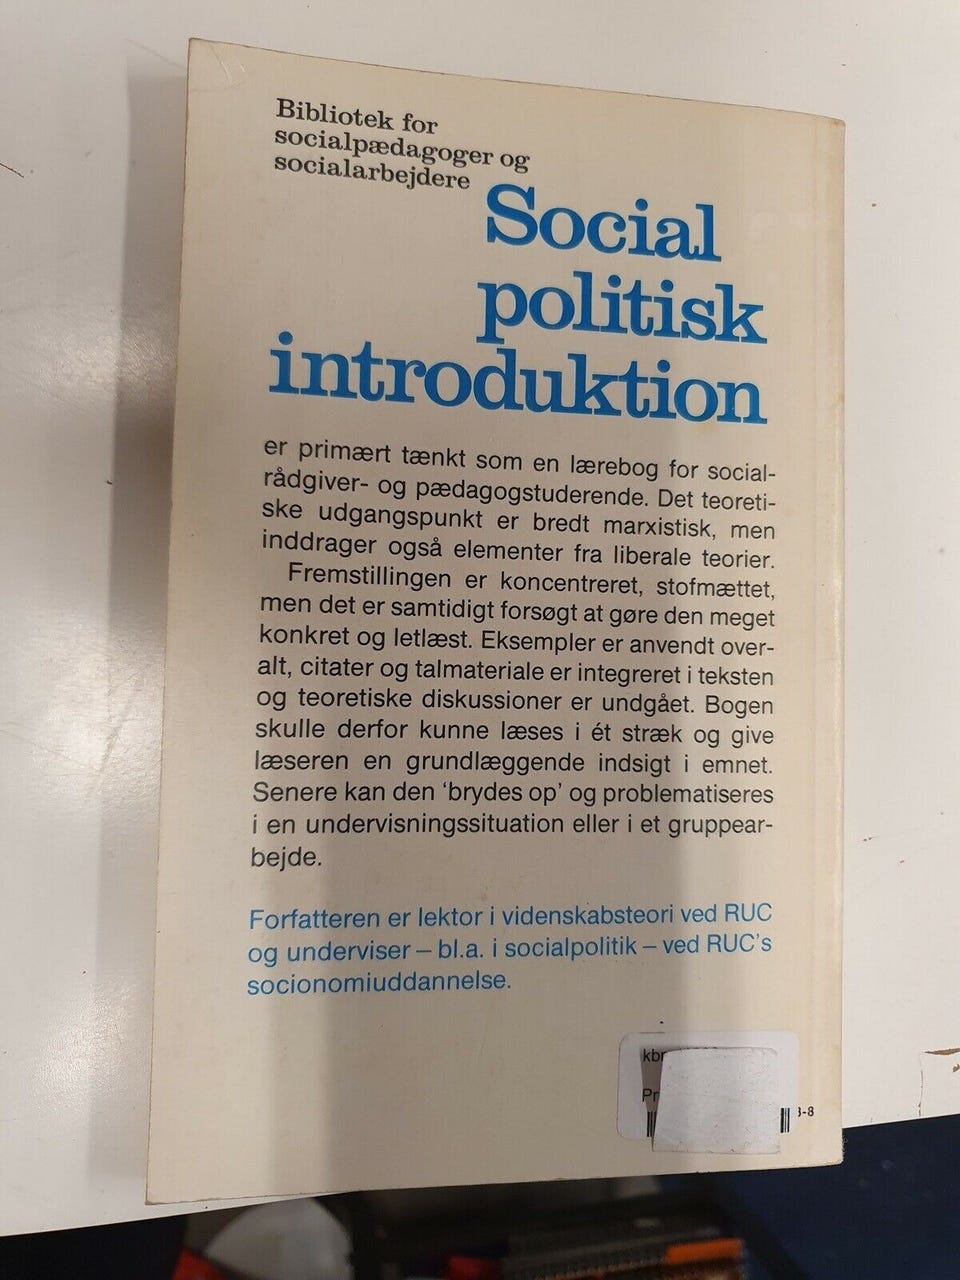 Bibliotek for
socialpædagoger og
socialarbejdere
Social
politisk
introduktion
er primært tænkt som en lærebog for social-
rådgiver- og pædagogstuderende. Det teoreti-
ske udgangspunkt er bredt marxistisk, men
inddrager også elementer fra liberale teorier.
Fremstillingen er koncentreret, stofmættet,
men det er samtidigt forsøgt at gøre den meget
konkret og letlæst. Eksempler er anvendt over-
alt, citater og talmateriale er integreret i teksten
og teoretiske diskussioner er undgået. Bogen
skulle derfor kunne læses i ét stræk og give
læseren en grundlæggende indsigt i emnet.
Senere kan den ‘brydes op’ og problematiseres
i en undervisningssituation eller i et gruppear-
bejde.
Forfatteren er lektor i videnskabsteori ved RUC
og underviser – bl.a. i socialpolitik – ved RUC’s
socionomiuddannelse.
-8